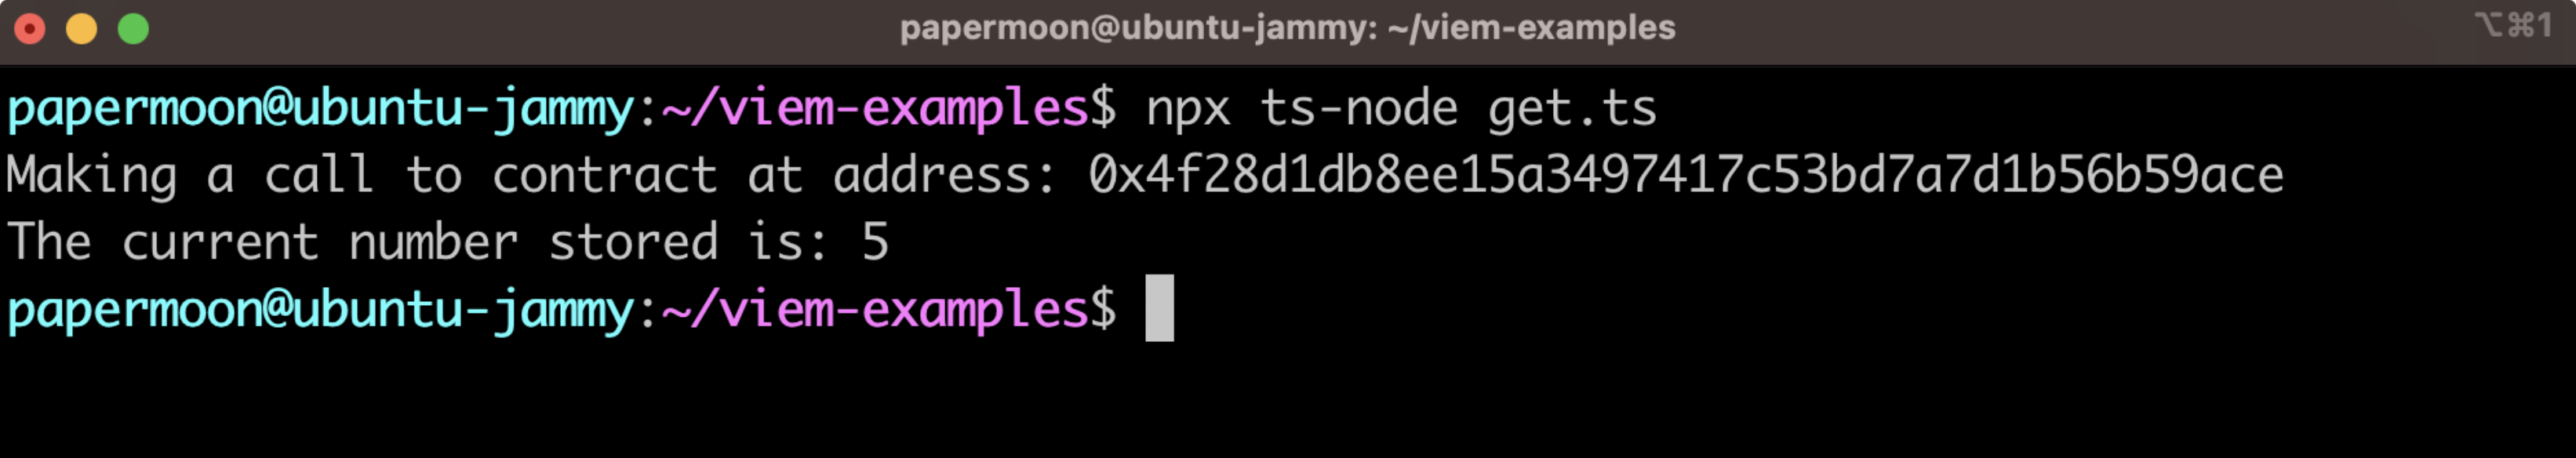 papermoon@ubuntu-jammy: ~/viem-examples
⌥⌘1
papermoon@ubuntu-jammy:~/viem-examples$ npx ts-node get.ts
Making a call to contract at address: 0x4f28d1db8ee15a3497417c53bd7a7d1b56b59ace
The current number stored is: 5
papermoon@ubuntu-jammy:~/viem-examples$